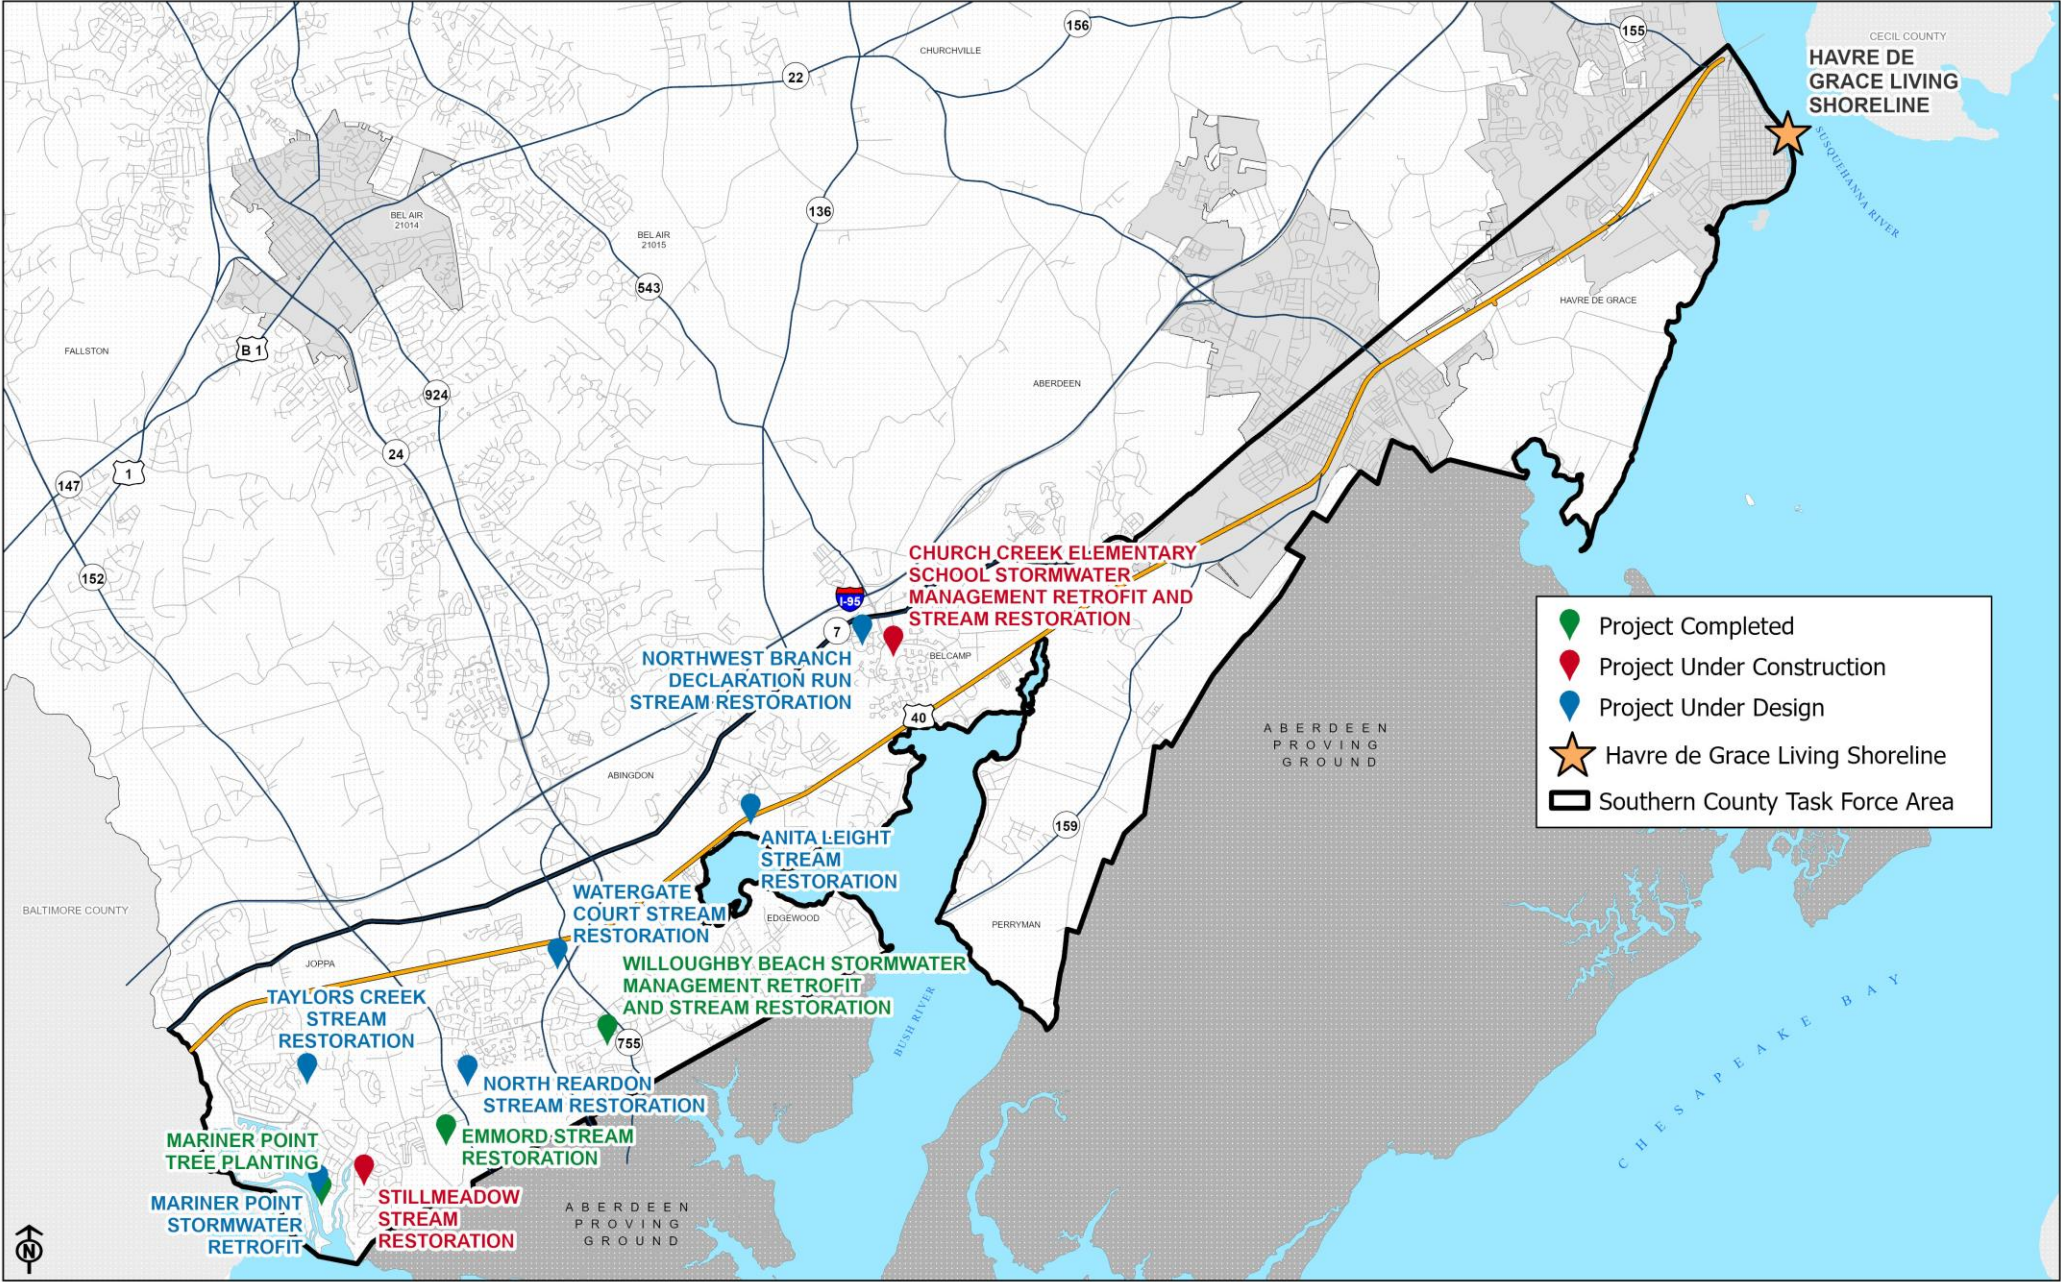 156
155
CHURCHVILLE
CECIL COUNTY
HAVRE DE
GRACE LIVING
SHORELINE
22
SUSQUEHANNA RIVER
136
BEL AIR
21014
BEL AIR
21015
543
HAVRE DE GRACE
FALLSTON
B 1
924
ABERDEEN
24
1
147
152
I-95
7
CHURCH CREEK ELEMENTARY
SCHOOL STORMWATER
MANAGEMENT RETROFIT AND
STREAM RESTORATION
NORTHWEST BRANCH
DECLARATION RUN
STREAM RESTORATION
BELCAMP
40
ABERDEEN
PROVING
GROUND
Project Completed
Project Under Construction
Project Under Design
Havre de Grace Living Shoreline
Southern County Task Force Area
ABINGDON
159
ANITA LEIGHT
STREAM
RESTORATION
WATERGATE
COURT STREAM
RESTORATION
EDGEWOOD
PERRYMAN
BALTIMORE COUNTY
JOPPA
WILLOUGHBY BEACH STORMWATER
MANAGEMENT RETROFIT
AND STREAM RESTORATION
TAYLORS CREEK
STREAM
RESTORATION
755
BUSH RIVER
CHESAPEAKE BAY
NORTH REARDON
STREAM RESTORATION
EMMORD STREAM
RESTORATION
MARINER POINT
TREE PLANTING
MARINER POINT
STORMWATER
RETROFIT
STILLMEADOW
STREAM
RESTORATION
ABERDEEN
PROVING
GROUND
N